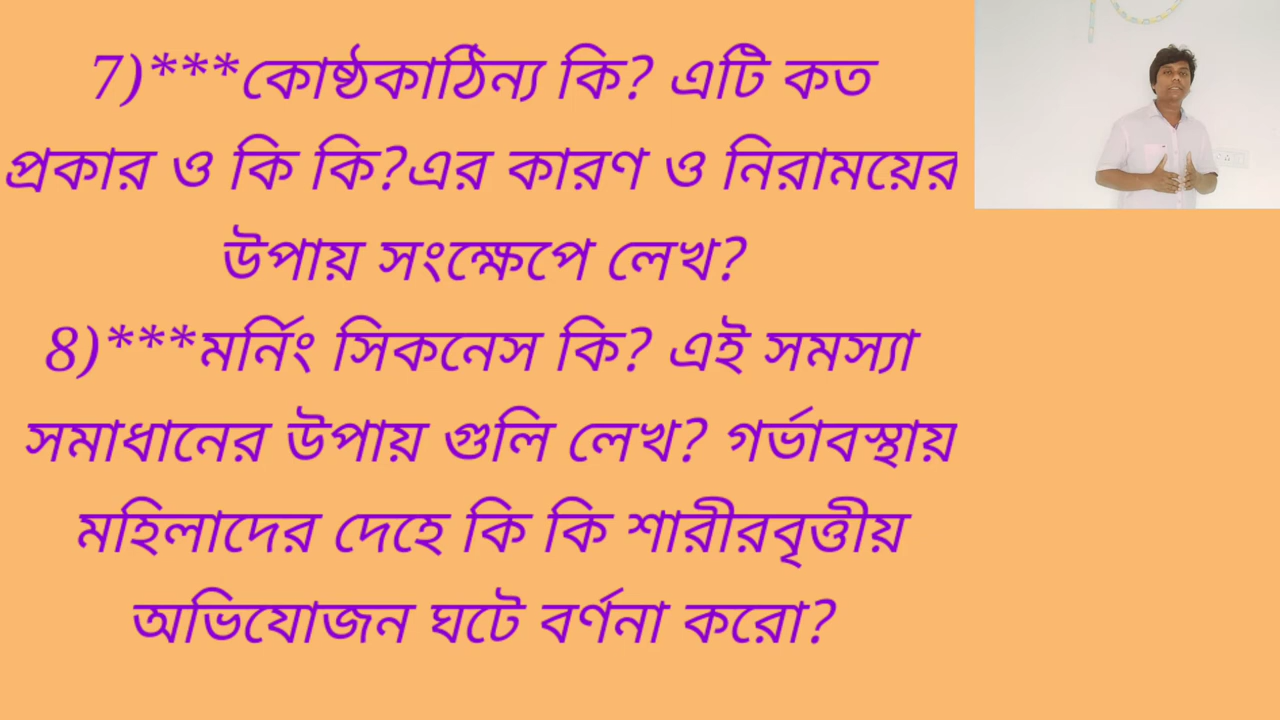 7)***কোষ্ঠকাঠিন্য কি? এটি কত
প্রকার ও কি কি?এর কারণ ও নিরাময়ের
উপায় সংক্ষেপে লেখ?
8)***মর্নিং সিকনেস কি? এই সমস্যা
সমাধানের উপায় গুলি লেখ? গর্ভাবস্থায়
মহিলাদের দেহে কি কি শারীরবৃত্তীয়
অভিযোজন ঘটে বর্ণনা করো?